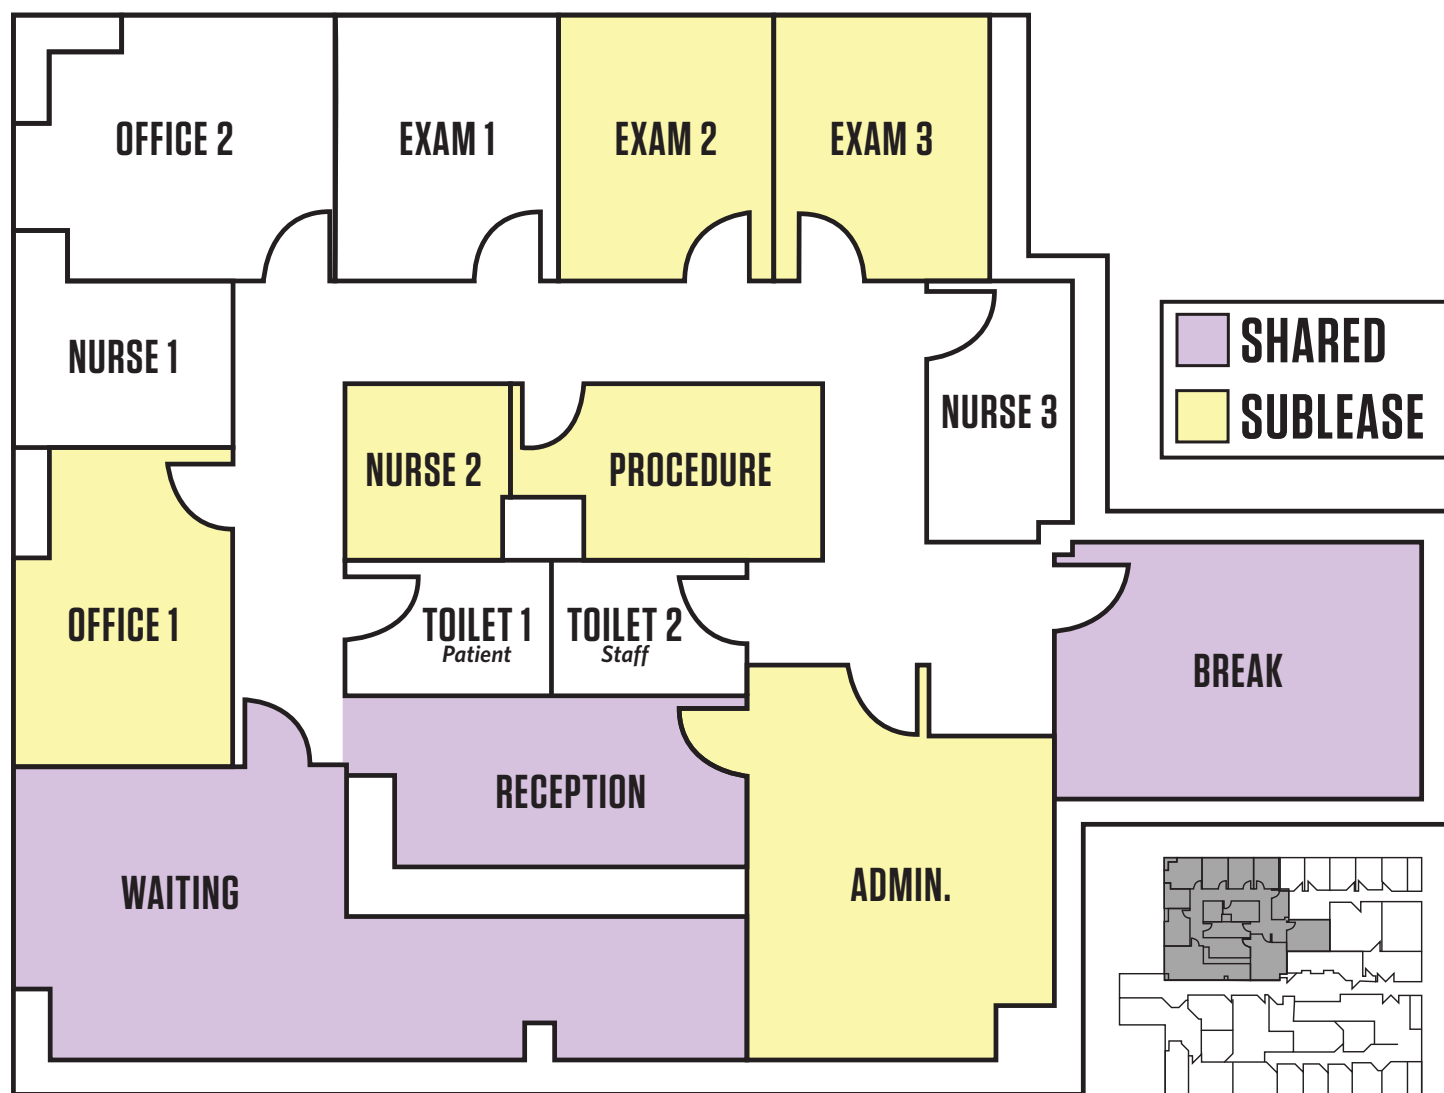 OFFICE 2
EXAM 1
EXAM 2
EXAM 3
NURSE 1
NURSE 2
PROCEDURE
NURSE 3
SHARED
SUBLEASE
OFFICE 1
TOILET 1
Patient
TOILET 2
Staff
BREAK
RECEPTION
WAITING
ADMIN.